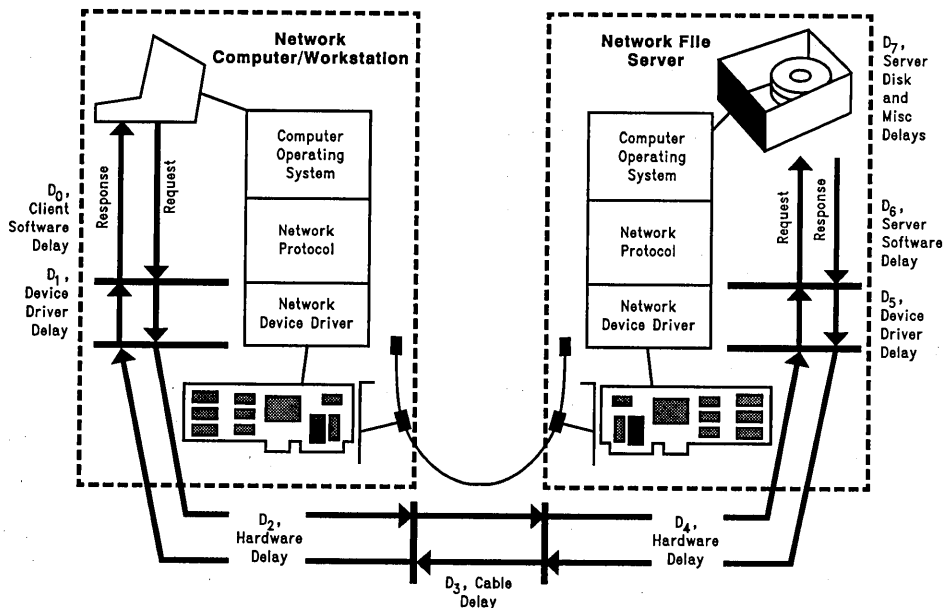 Network
Computer/Workstation
Computer
Operating
System
Network
Protocol
Network
Device Driver
D0,
Client
Software
Delay
Response
Request
D1,
Device
Driver
Delay
D2,
Hardware
Delay
D3, Cable
Delay
Network File
Server
Computer
Operating
System
Network
Protocol
Network
Device Driver
D7,
Server
Disk
and
Misc
Delays
Request
Response
D6,
Server
Software
Delay
D5,
Device
Driver
Delay
D4,
Hardware
Delay